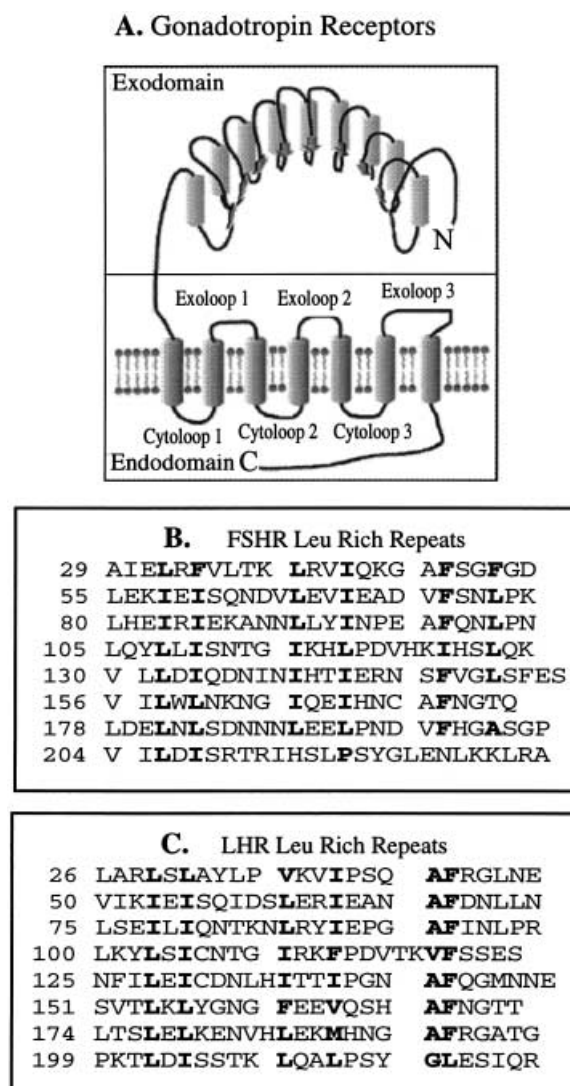 A. Gonadotropin Receptors
Exodomain
N
Exoloop 1 Exoloop 2 Exoloop 3
Cytoloop 1 Cytoloop 2 Cytoloop 3
Endodomain C
B. FSHR Leu Rich Repeats
29 AIELRFVLTK LRVIQKG AFSGFGD
55 LEKIEISQNDVLEVIEAD VFSNLPK
80 LHEIRIEKANNLLYINPE AFQNLPN
105 LQYLLISNTG IKHLPDVHKIHSLQK
130 V LLDIQDNINIHTIERN SFVGLSFES
156 V ILWLNKNG IQEIHNC AFNGTQ
178 LDELNLSDNNNLEELPND VFHGASGP
204 V ILDISRTRIHSLPSYGLENLKKLRA
C. LHR Leu Rich Repeats
26 LARLSLAYLP VKVIPSQ AFRGLNE
50 VIKIEISQIDSLERIEAN AFDNLLN
75 LSEILIQNTKNLRYIEPG AFINLPR
100 LKYLSICNTG IRKFPDVTKVFSSES
125 NFILEICDNLHITTIPGN AFQGMNNE
151 SVTLKLYGNG FEEVQSH AFNGTT
174 LTSLELKENVHLEKMHNG AFRGATG
199 PKTLDISSTK LQALPSY GLESIQR